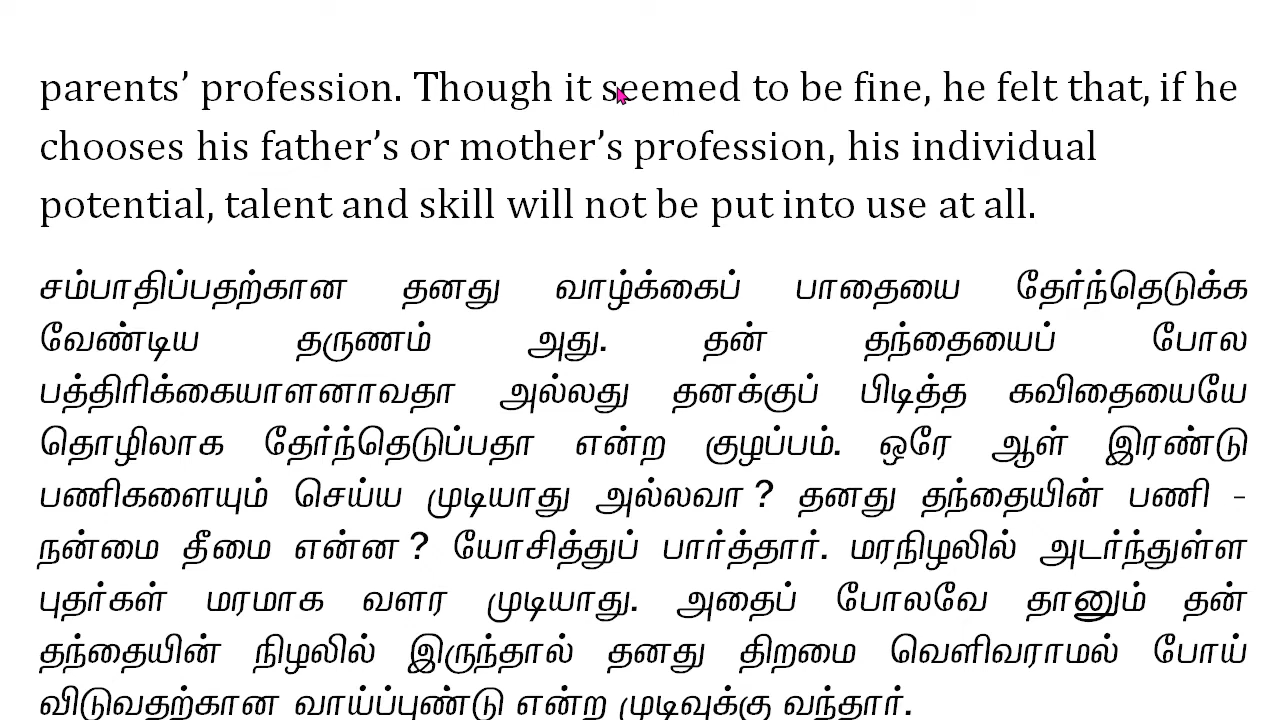 parents’ profession. Though it seemed to be fine, he felt that, if he
chooses his father’s or mother’s profession, his individual
potential, talent and skill will not be put into use at all.
சம்பாதிப்பதற்கான தனது வாழ்க்கைப் பாதையை தேர்ந்தெடுக்க
வேண்டிய தருணம் அது. தன் தந்தையைப் போல
பத்திரிக்கையாளனாவதா அல்லது தனக்குப் பிடித்த கவிதையையே
தொழிலாக தேர்ந்தெடுப்பதா என்ற குழப்பம். ஒரே ஆள் இரண்டு
பணிகளையும் செய்ய முடியாது அல்லவா ? தனது தந்தையின் பணி -
நன்மை தீமை என்ன ? யோசித்துப் பார்த்தார். மரநிழலில் அடர்ந்துள்ள
புதர்கள் மரமாக வளர முடியாது. அதைப் போலவே தானும் தன்
தந்தையின் நிழலில் இருந்தால் தனது திறமை வெளிவராமல் போய்
விடுவதற்கான வாய்ப்புண்டு என்ற முடிவுக்கு வந்தார்.